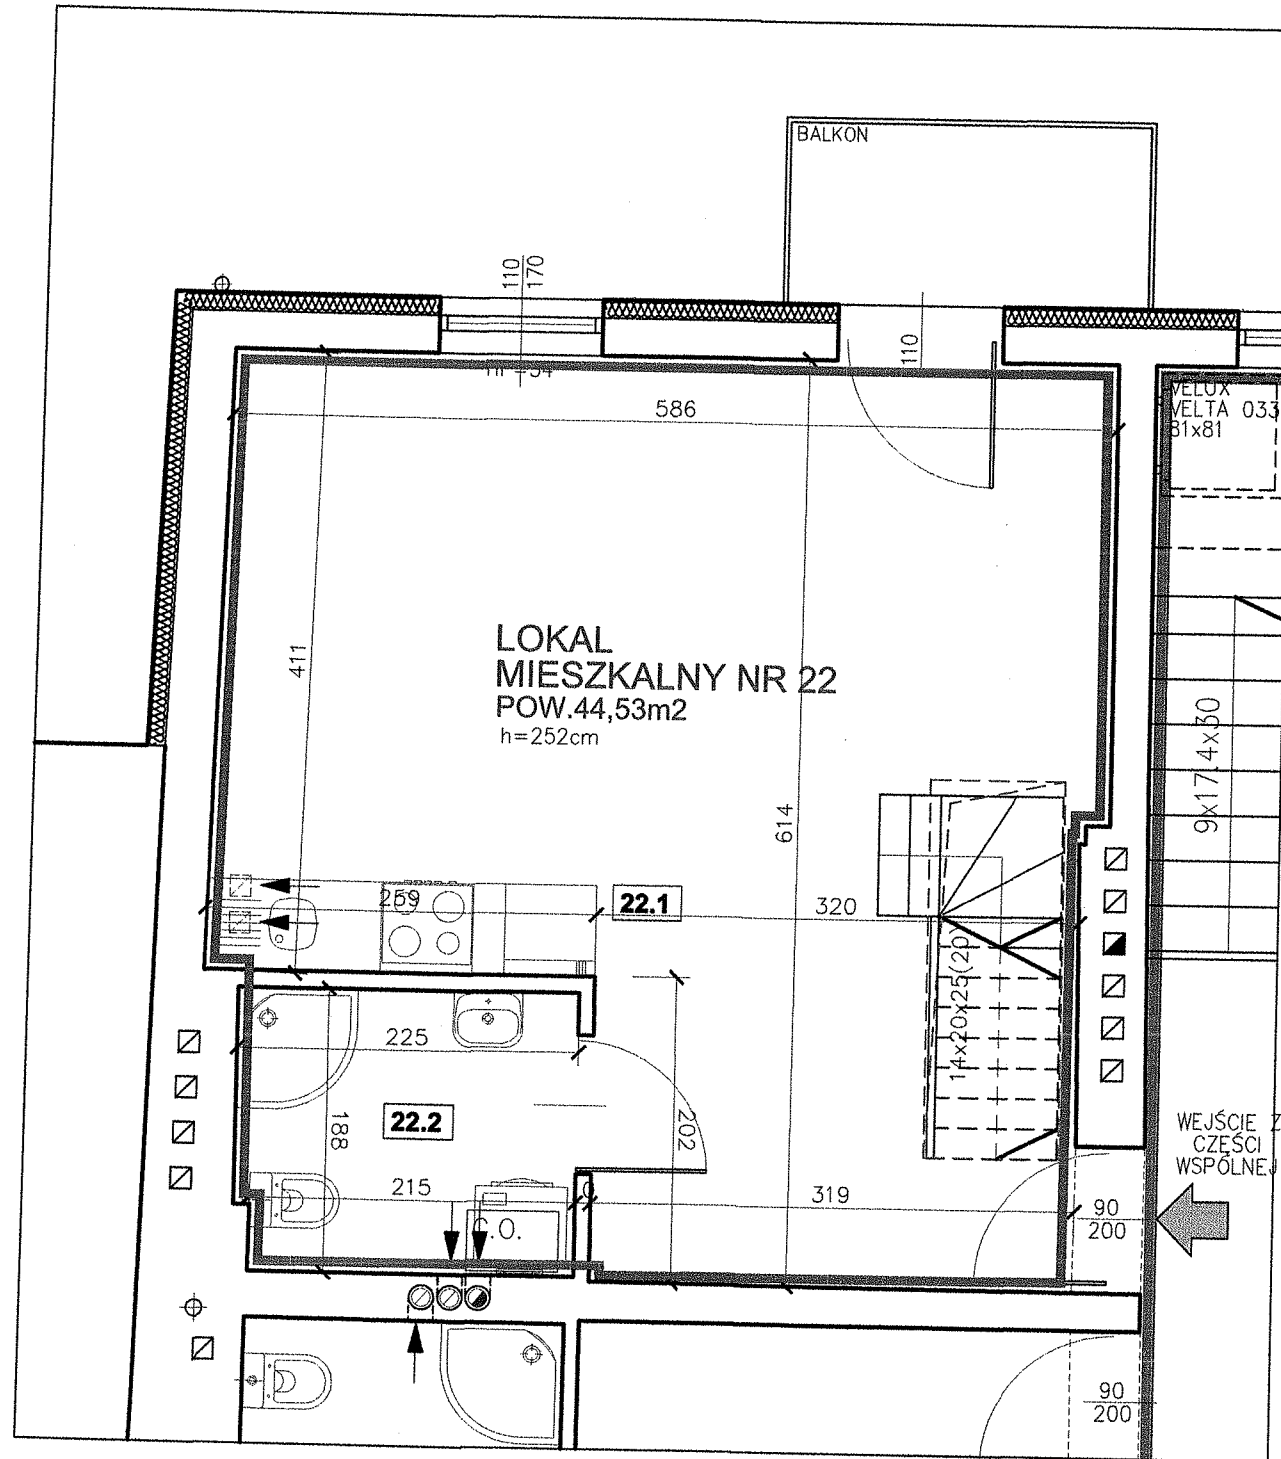 BALKON
110
170
110
586
VELUX
VELTA 033
81x81
411
LOKAL
MIESZKALNY NR 22
POW.44,53m2
h=252cm
614
9x17.4x30
259
22.1
320
14x20x25(20)
225
22.2
188
202
215
C.O.
319
WEJŚCIE Z
CZĘŚCI
WSPÓLNEJ
90
200
90
200